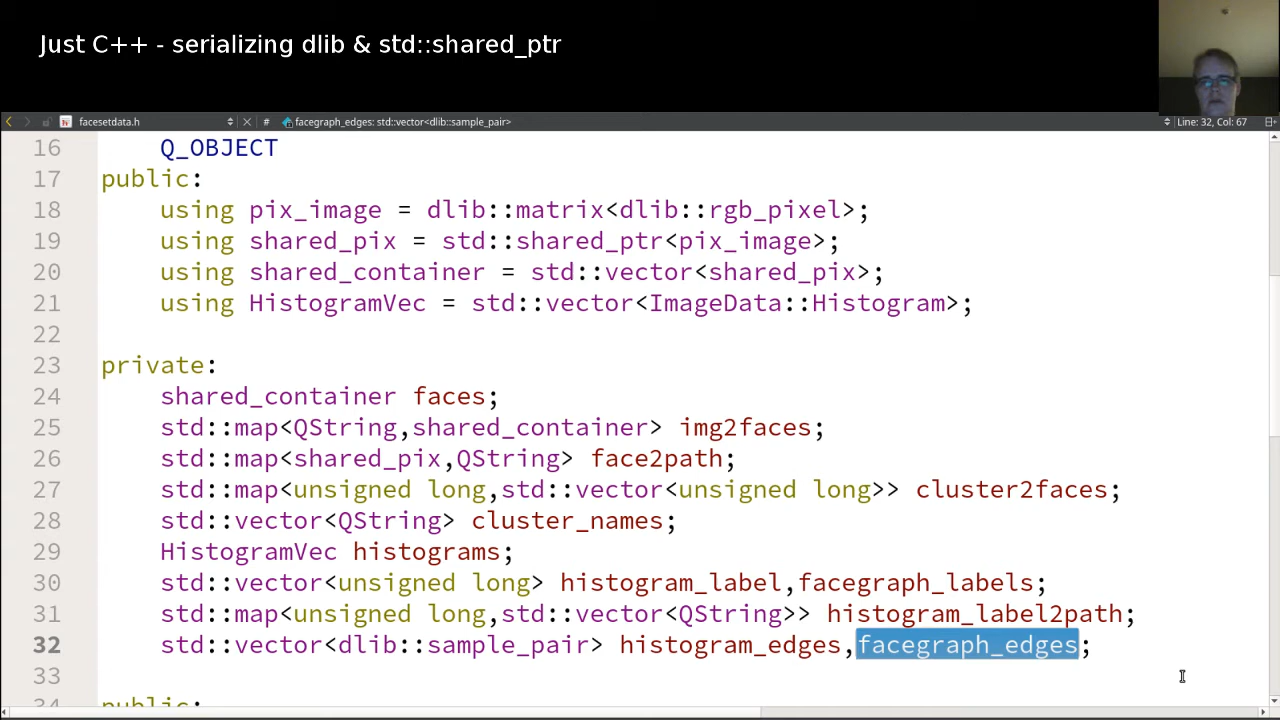 Just C++ - serializing dlib & std::shared_ptr
facesetdata.h # facegraph_edges: std::vector<dlib::sample_pair> Line: 32, Col: 67
16 Q_OBJECT
17 public:
18 using pix_image = dlib::matrix<dlib::rgb_pixel>;
19 using shared_pix = std::shared_ptr<pix_image>;
20 using shared_container = std::vector<shared_pix>;
21 using HistogramVec = std::vector<ImageData::Histogram>;
22
23 private:
24 shared_container faces;
25 std::map<QString,shared_container> img2faces;
26 std::map<shared_pix,QString> face2path;
27 std::map<unsigned long,std::vector<unsigned long>> cluster2faces;
28 std::vector<QString> cluster_names;
29 HistogramVec histograms;
30 std::vector<unsigned long> histogram_label,facegraph_labels;
31 std::map<unsigned long,std::vector<QString>> histogram_label2path;
32 std::vector<dlib::sample_pair> histogram_edges,facegraph_edges;
33
34 public: